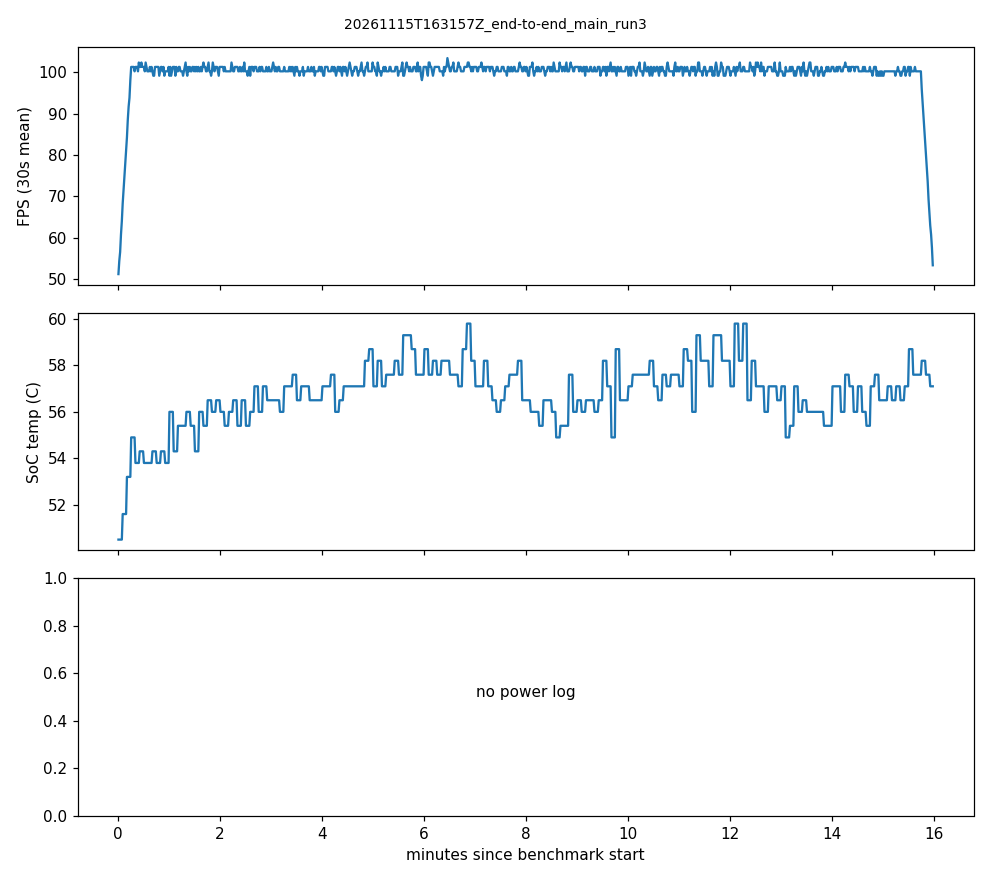 20261115T163157Z_end-to-end_main_run3
100
90
80
70
60
50
FPS (30s mean)
60
58
56
54
52
SoC temp (C)
1.0
0.8
0.6
0.4
0.2
0.0
no power log
0 2 4 6 8 10 12 14 16
minutes since benchmark start